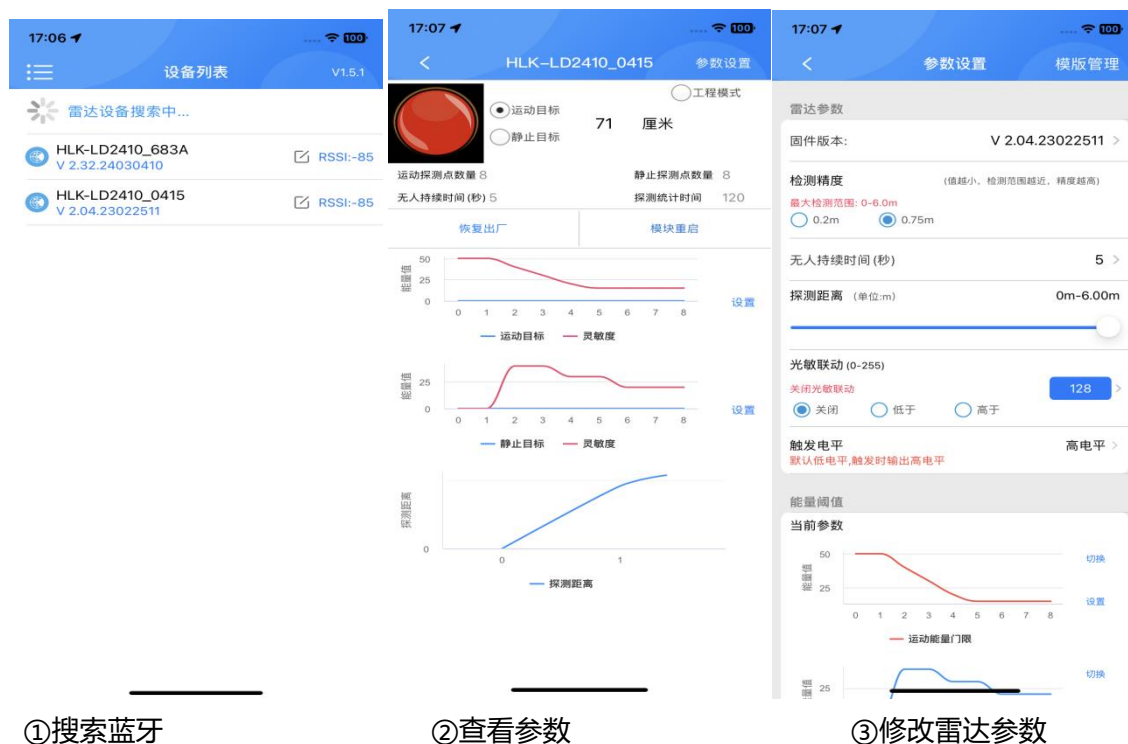 17:06
100
设备列表
V1.5.1
雷达设备搜索中...
HLK-LD2410_683A
V 2.32.24030410
RSSI:-85
HLK-LD2410_0415
V 2.04.23022511
RSSI:-85
①搜索蓝牙
17:07
100
HLK-LD2410_0415
参数设置
工程模式
运动目标
71 厘米
静止目标
运动探测点数量 8
静止探测点数量 8
无人持续时间(秒) 5
探测统计时间 120
恢复出厂
模块重启
能量值
50
25
0
0 1 2 3 4 5 6 7 8
设置
运动目标 灵敏度
能量值
25
0
0 1 2 3 4 5 6 7 8
设置
静止目标 灵敏度
探测距离
0
0 1
探测距离
②查看参数
17:07
100
参数设置
模版管理
雷达参数
固件版本:
V 2.04.23022511
检测精度
(值越小、检测范围越近、精度越高)
最大检测范围: 0-6.0m
0.2m 0.75m
无人持续时间(秒)
5
探测距离 (单位:m)
0m-6.00m
光敏联动 (0-255)
关闭光敏联动
128
关闭 低于 高于
触发电平
高电平
默认低电平,触发时输出高电平
能量阈值
当前参数
能量值
50
25
0 1 2 3 4 5 6 7 8
切换
设置
运动能量门限
能量值
25
切换
③修改雷达参数